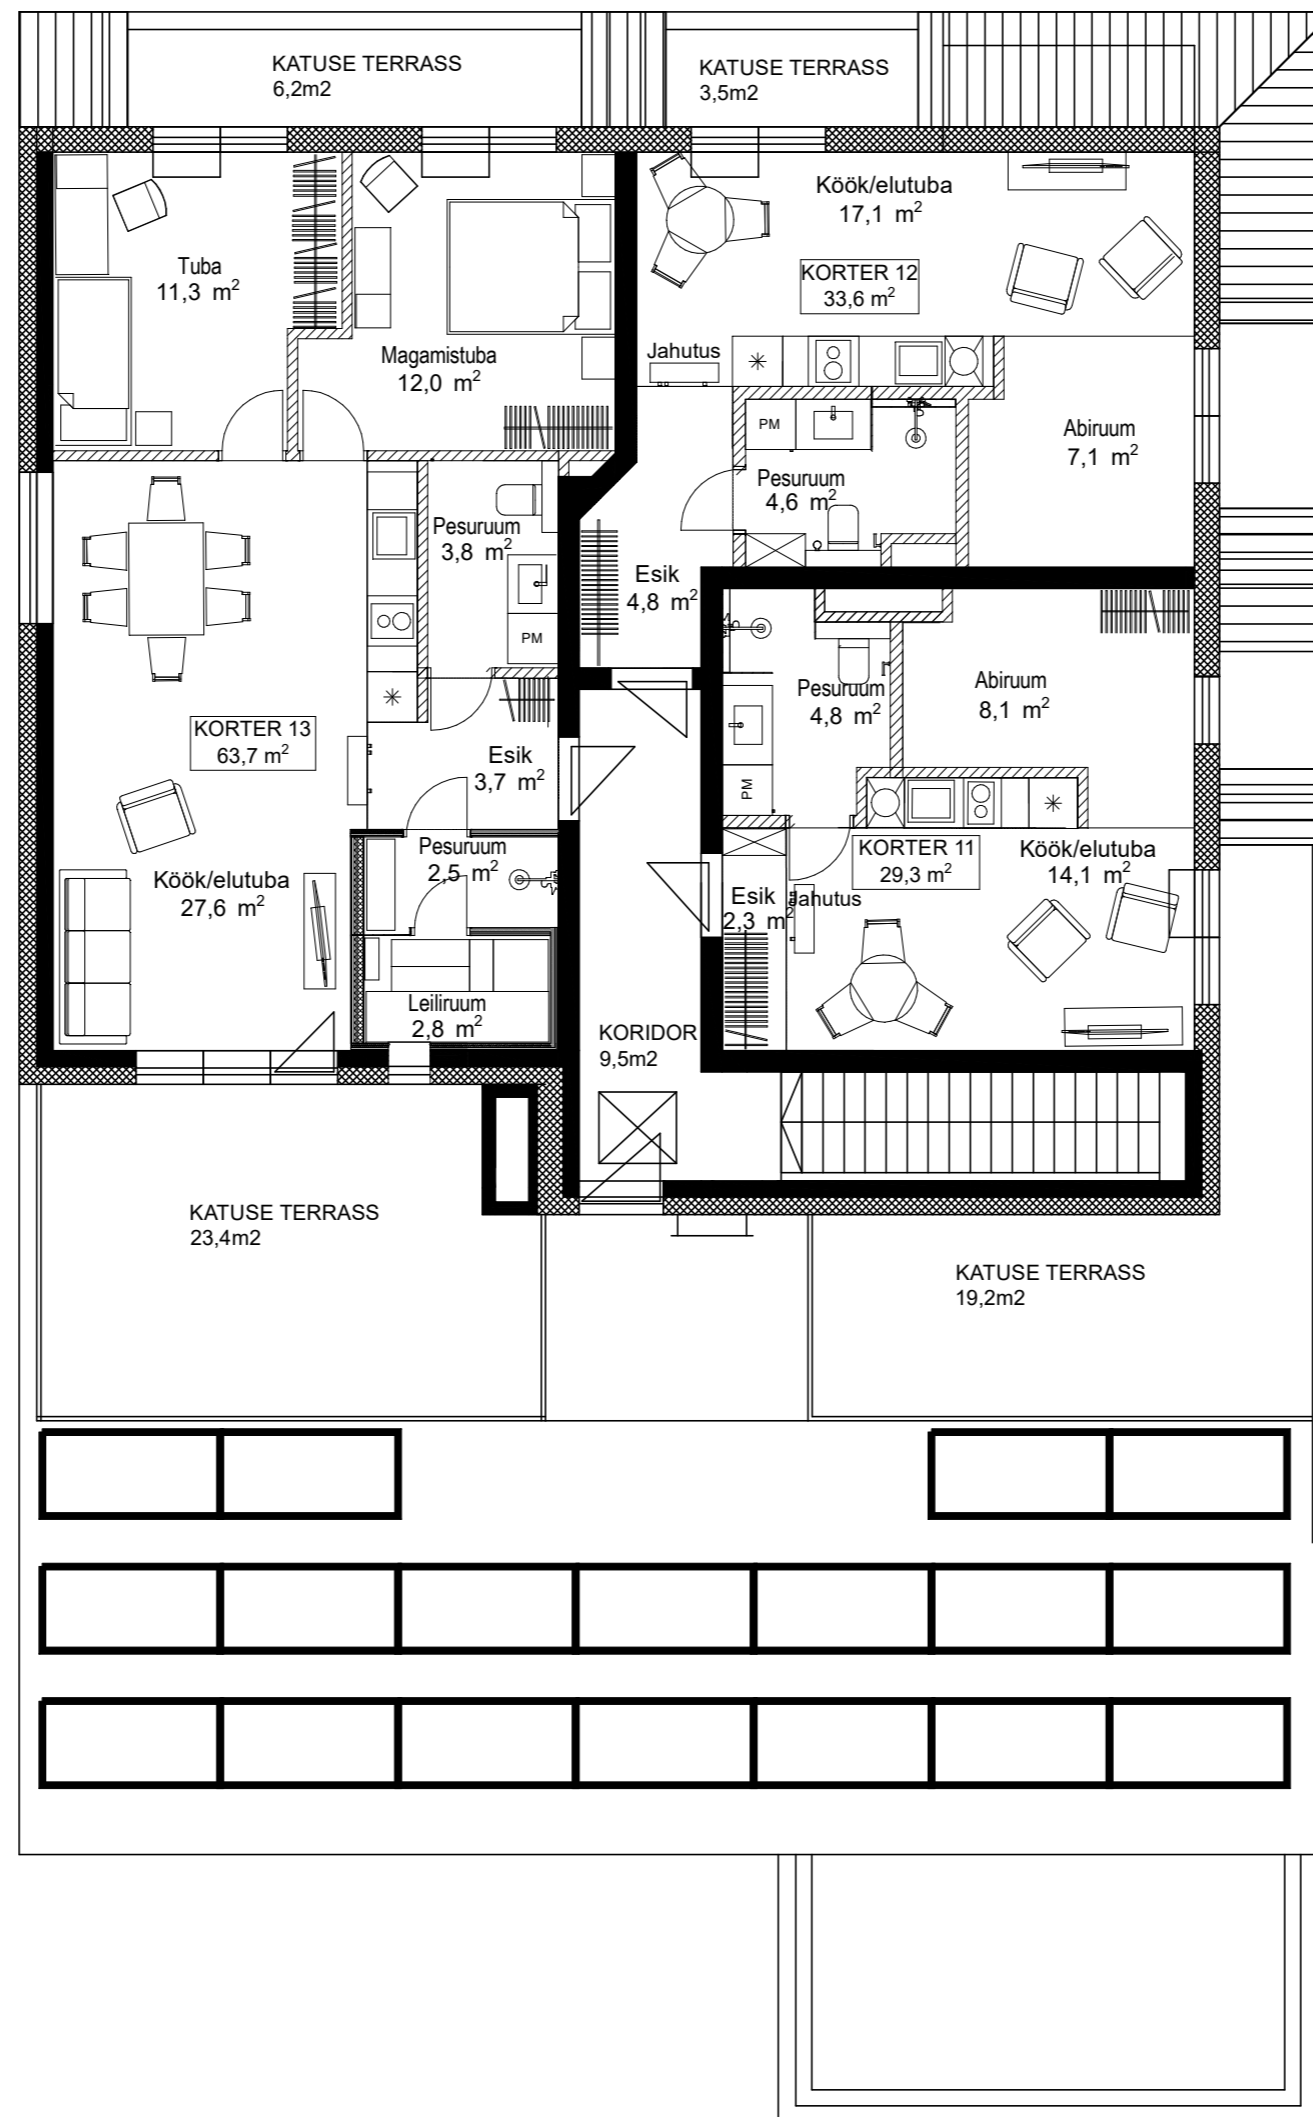 KATUSE TERRASS
6,2m2
KATUSE TERRASS
3,5m2
Tuba
11,3 m²
Magamistuba
12,0 m²
Köök/elutuba
17,1 m²
KORTER 12
33,6 m²
Jahutus
PM
Pesuruum
4,6 m²
Abiruum
7,1 m²
Pesuruum
3,8 m²
PM
Esik
4,8 m²
KORTER 13
63,7 m²
Esik
3,7 m²
Pesuruum
4,8 m²
PM
Abiruum
8,1 m²
Pesuruum
2,5 m²
Köök/elutuba
27,6 m²
Leiliruum
2,8 m²
KORTER 11
29,3 m²
Köök/elutuba
14,1 m²
Esik
2,3 m²
Jahutus
KORIDOR
9,5m2
KATUSE TERRASS
23,4m2
KATUSE TERRASS
19,2m2